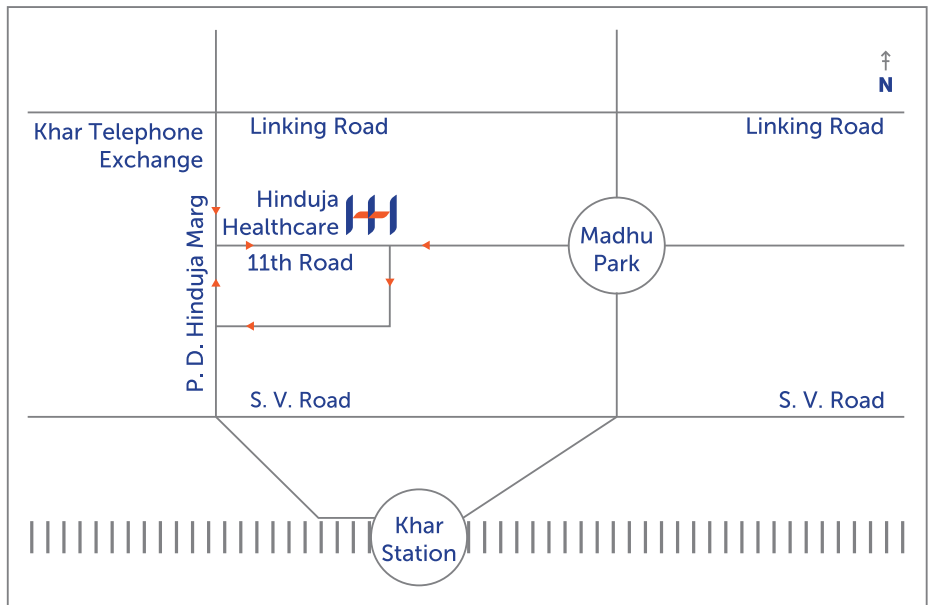 N
Khar Telephone
Exchange
Linking Road
Linking Road
Hinduja
Healthcare
P. D. Hinduja Marg
11th Road
Madhu
Park
S. V. Road
S. V. Road
Khar
Station